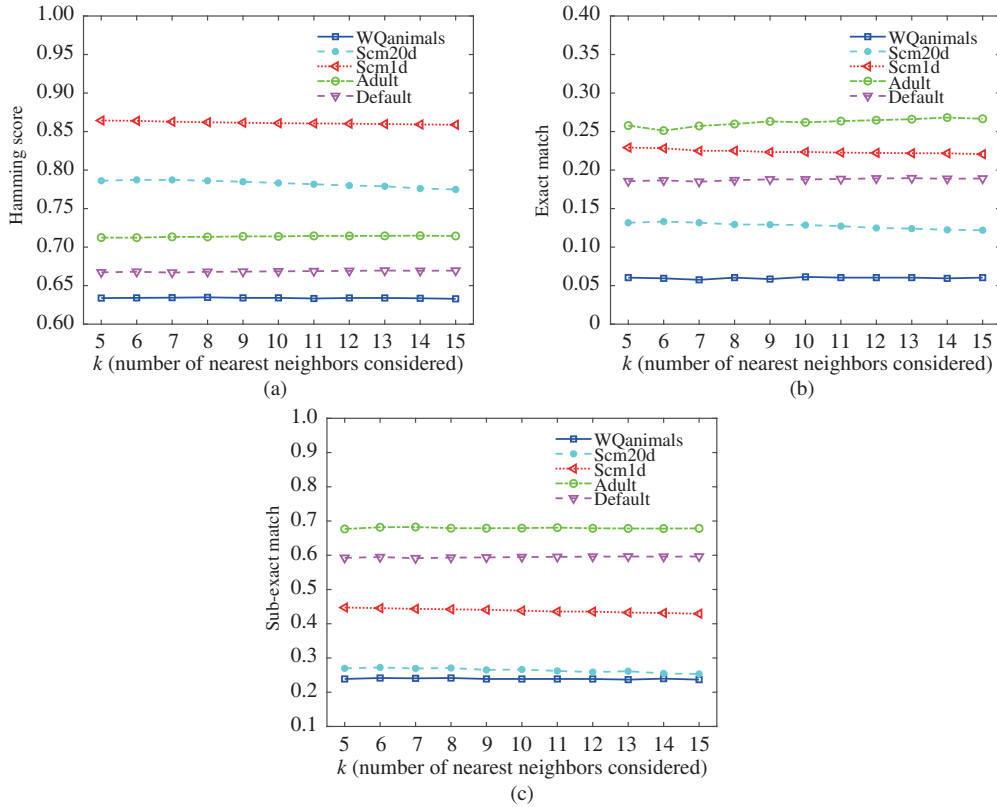 1.00
0.95
0.90
0.85
0.80
0.75
0.70
0.65
0.60
Hamming score
WQanimals
Scm20d
Scm1d
Adult
Default
5 6 7 8 9 10 11 12 13 14 15
k (number of nearest neighbors considered)
(a)
0.40
0.35
0.30
0.25
0.20
0.15
0.10
0.05
0
Exact match
WQanimals
Scm20d
Scm1d
Adult
Default
5 6 7 8 9 10 11 12 13 14 15
k (number of nearest neighbors considered)
(b)
1.0
0.9
0.8
0.7
0.6
0.5
0.4
0.3
0.2
0.1
Sub-exact match
WQanimals
Scm20d
Scm1d
Adult
Default
5 6 7 8 9 10 11 12 13 14 15
k (number of nearest neighbors considered)
(c)